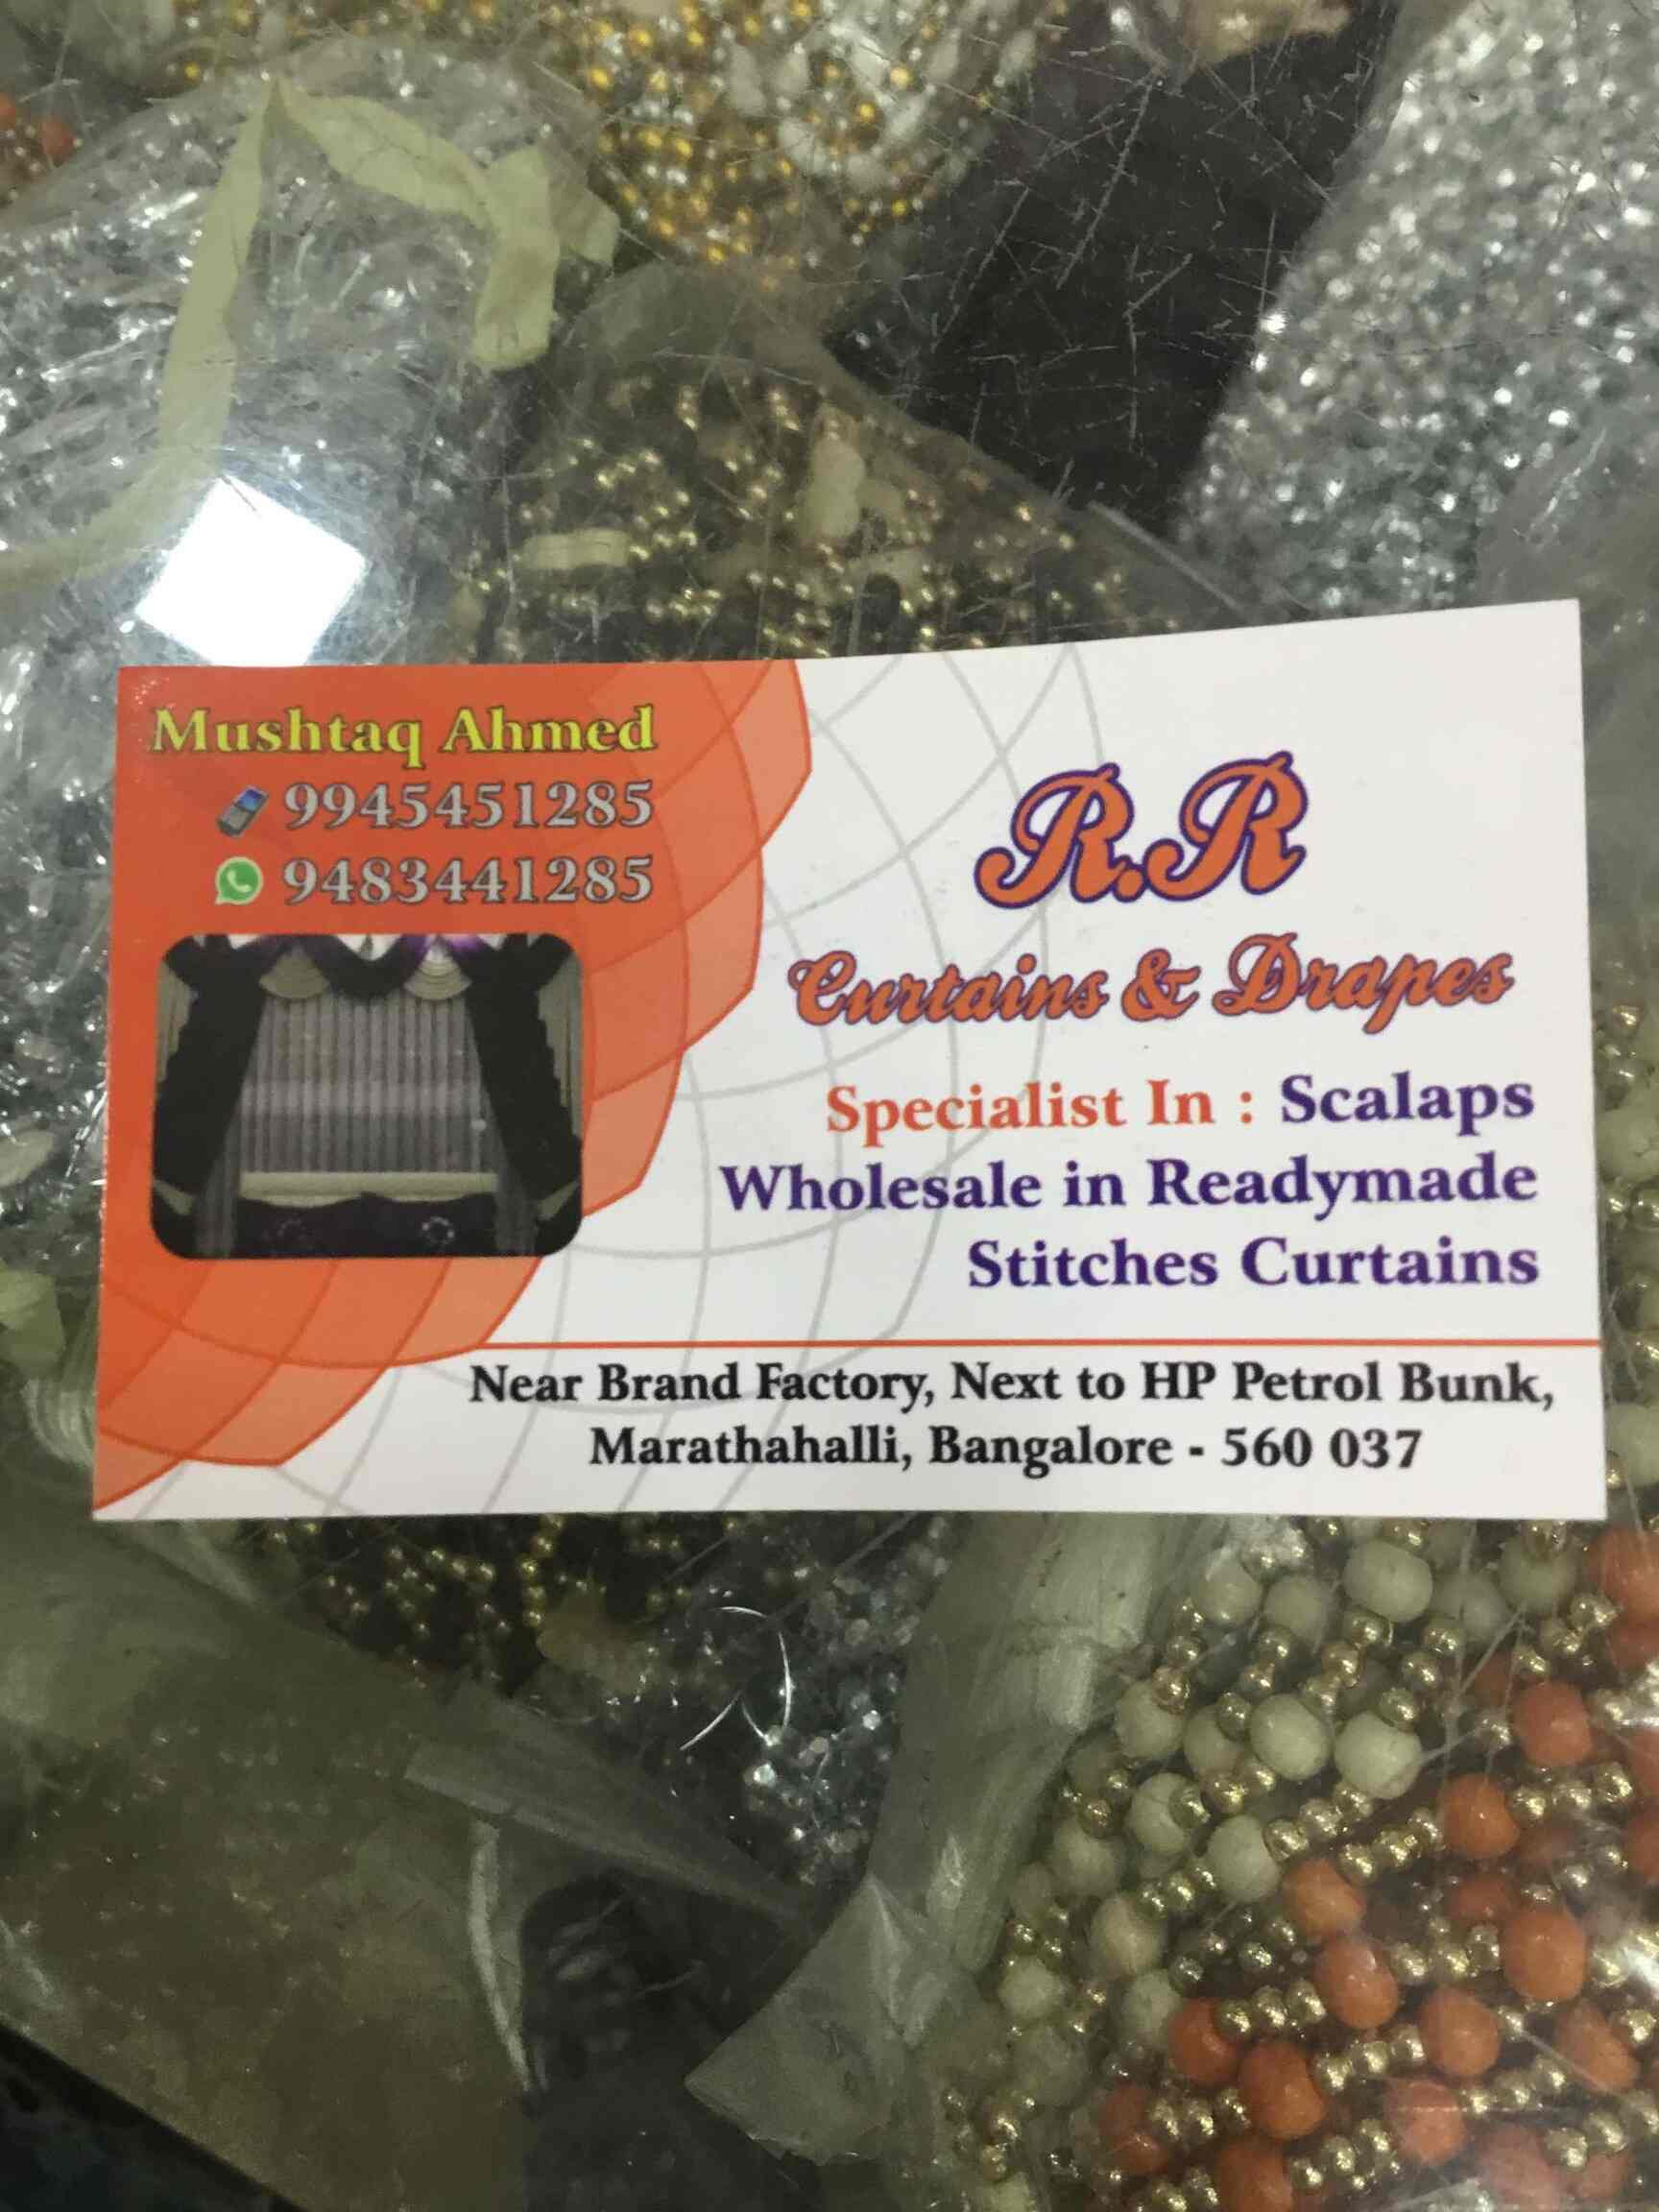 Mushtaq Ahmed
9945451285
9483441285
R.R
Curtains & Drapes
Specialist In : Scalaps
Wholesale in Readymade
Stitches Curtains
Near Brand Factory, Next to HP Petrol Bunk,
Marathahalli, Bangalore - 560 037